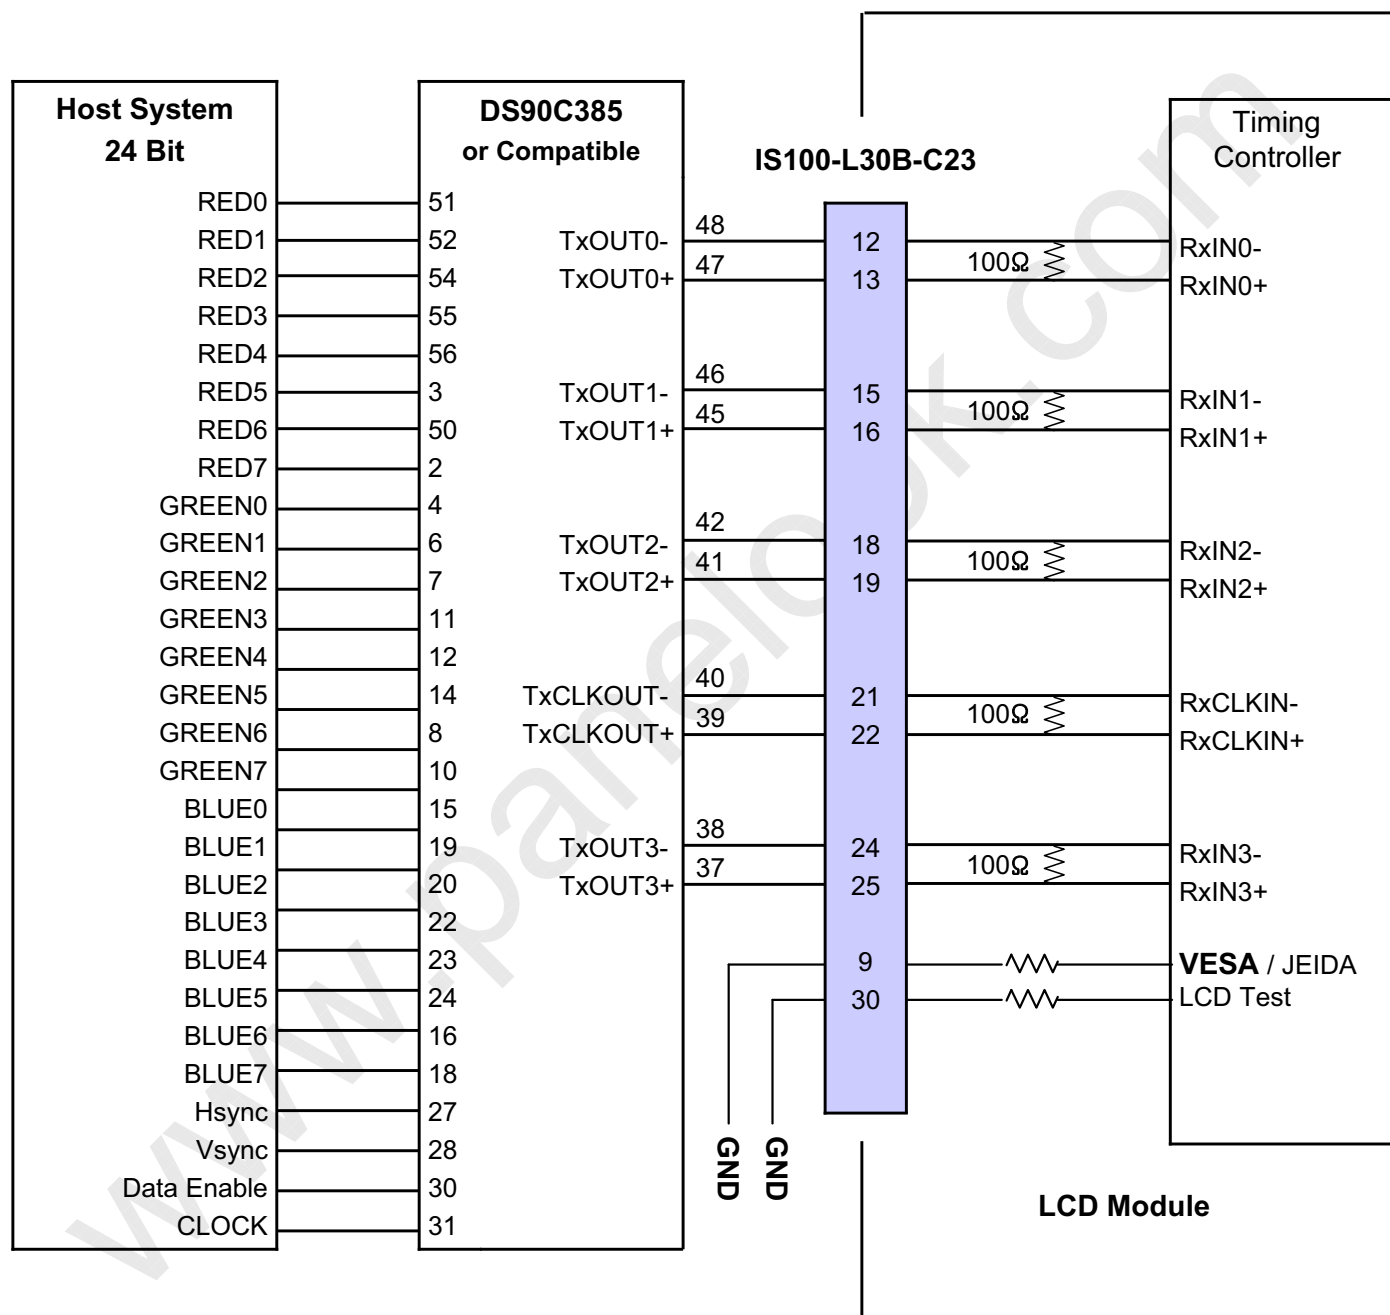 Host System
24 Bit
RED0
RED1
RED2
RED3
RED4
RED5
RED6
RED7
GREEN0
GREEN1
GREEN2
GREEN3
GREEN4
GREEN5
GREEN6
GREEN7
BLUE0
BLUE1
BLUE2
BLUE3
BLUE4
BLUE5
BLUE6
BLUE7
Hsync
Vsync
Data Enable
CLOCK
DS90C385
or Compatible
51
52
54
55
56
3
50
2
4
6
7
11
12
14
8
10
15
19
20
22
23
24
16
18
27
28
30
31
TxOUT0-
TxOUT0+
TxOUT1-
TxOUT1+
TxOUT2-
TxOUT2+
TxCLKOUT-
TxCLKOUT+
TxOUT3-
TxOUT3+
48
47
46
45
42
41
40
39
38
37
GND
GND
IS100-L30B-C23
12
13
15
16
18
19
21
22
24
25
9
30
100Ω
100Ω
100Ω
100Ω
100Ω
Timing
Controller
RxIN0-
RxIN0+
RxIN1-
RxIN1+
RxIN2-
RxIN2+
RxCLKIN-
RxCLKIN+
RxIN3-
RxIN3+
VESA / JEIDA
LCD Test
LCD Module
www.panelook.com